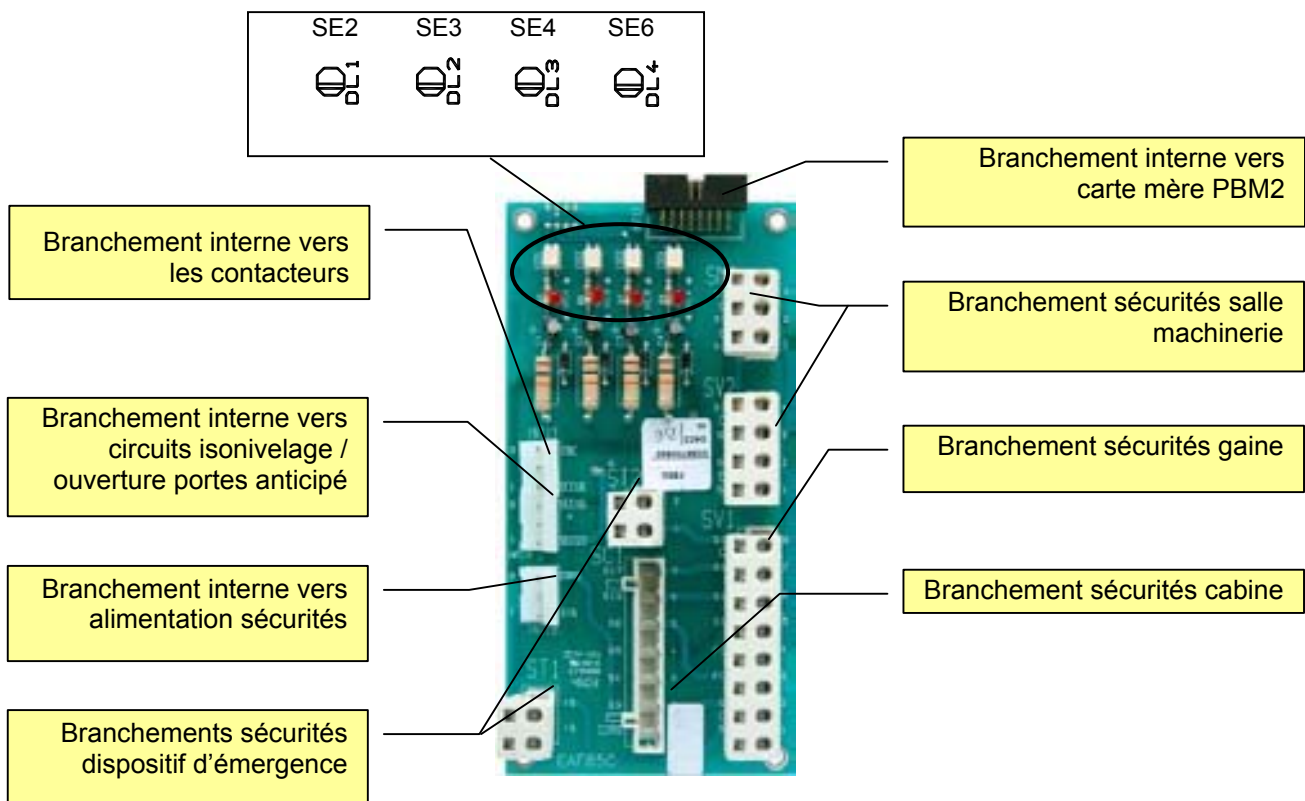 SE2 SE3 SE4 SE6
DL1 DL2 DL3 DL4
Branchement interne vers
carte mère PBM2
Branchement interne vers
les contacteurs
Branchement sécurités salle
machinerie
Branchement interne vers
circuits isonivelage /
ouverture portes anticipé
Branchement sécurités gaine
Branchement interne vers
alimentation sécurités
Branchement sécurités cabine
Branchements sécurités
dispositif d’émergence
SV2
SV1
ST1